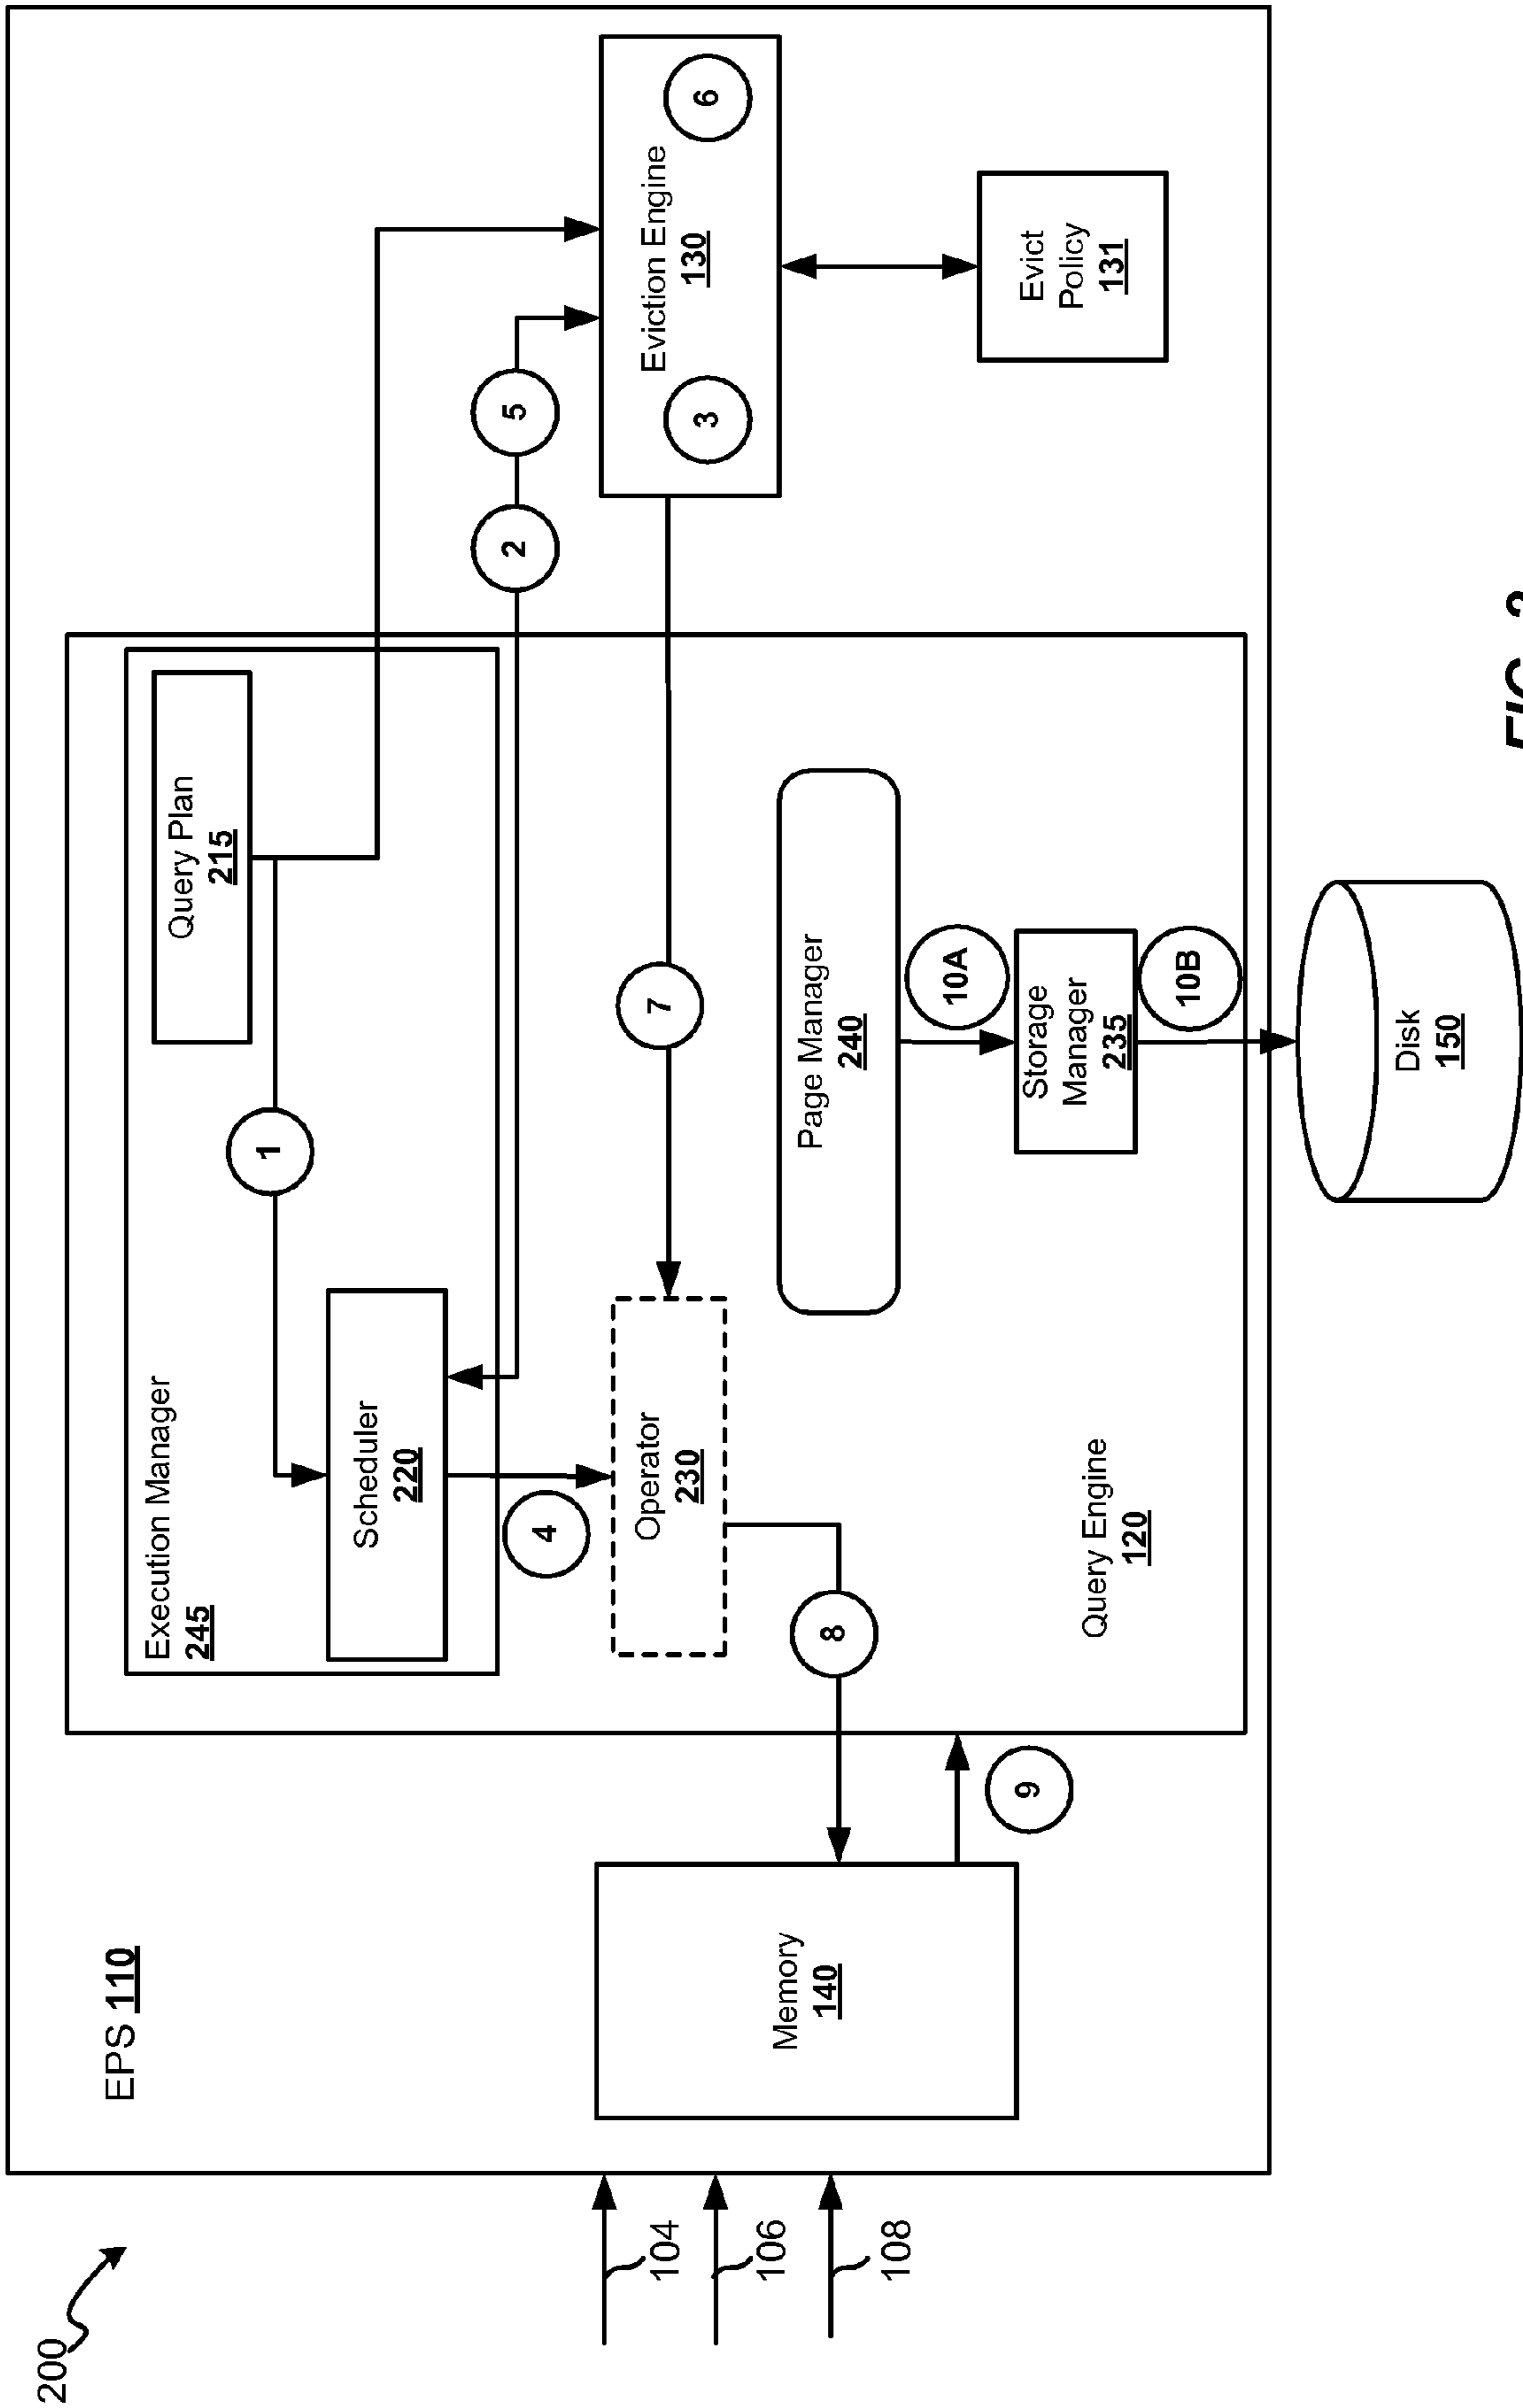 200
EPS 110
Execution Manager
245
Query Plan
215
1
Scheduler
220
2
5
4
Eviction Engine
130
3
6
7
Operator
230
Evict
Policy
131
Page Manager
240
8
Memory
140
9
10A
Storage
Manager
235
10B
Query Engine
120
104
106
108
Disk
150